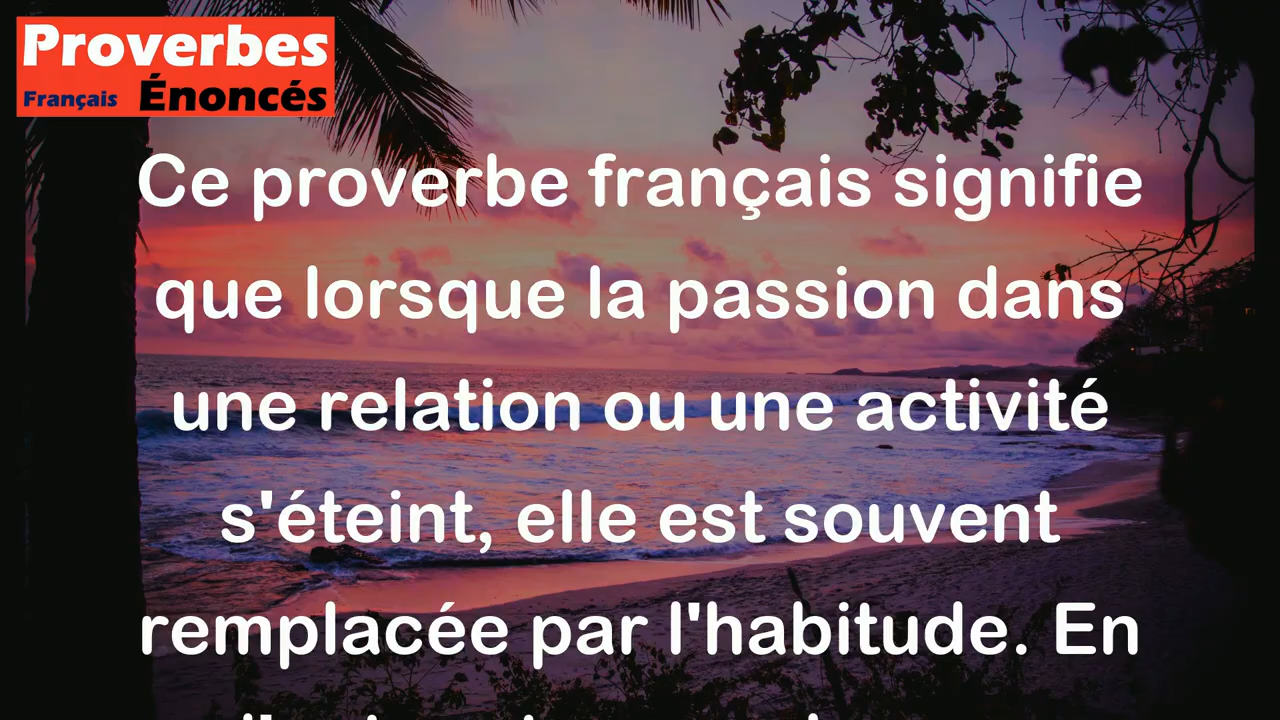 Proverbes
Français Énoncés
Ce proverbe français signifie
que lorsque la passion dans
une relation ou une activité
s'éteint, elle est souvent
remplacée par l'habitude. En